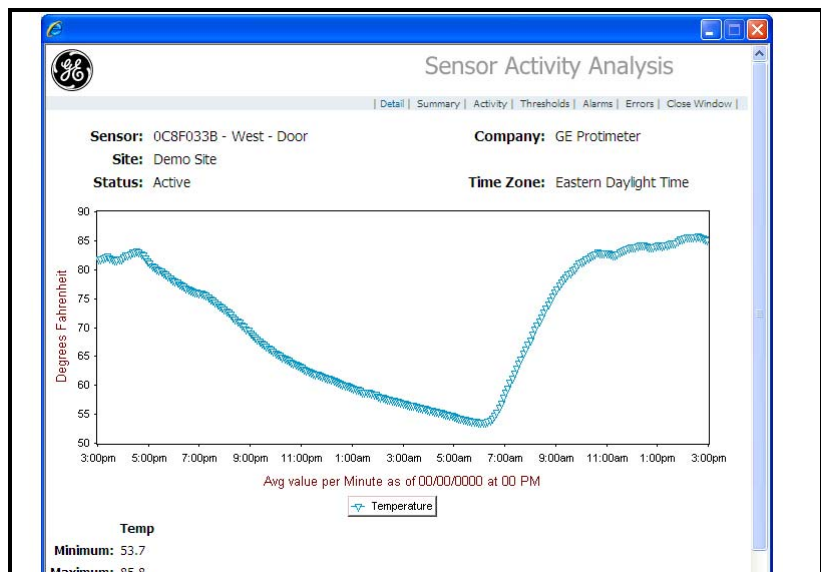 GE
Sensor Activity Analysis
| Detail | Summary | Activity | Thresholds | Alarms | Errors | Close Window |
Sensor: 0C8F033B - West - Door
Company: GE Protimeter
Site: Demo Site
Status: Active
Time Zone: Eastern Daylight Time
90
85
80
75
70
65
60
55
50
Degrees Fahrenheit
3:00pm 5:00pm 7:00pm 9:00pm 11:00pm 1:00am 3:00am 5:00am 7:00am 9:00am 11:00am 1:00pm 3:00pm
Avg value per Minute as of 00/00/0000 at 00 PM
Temperature
Temp
Minimum: 53.7
Maximum: 85.8